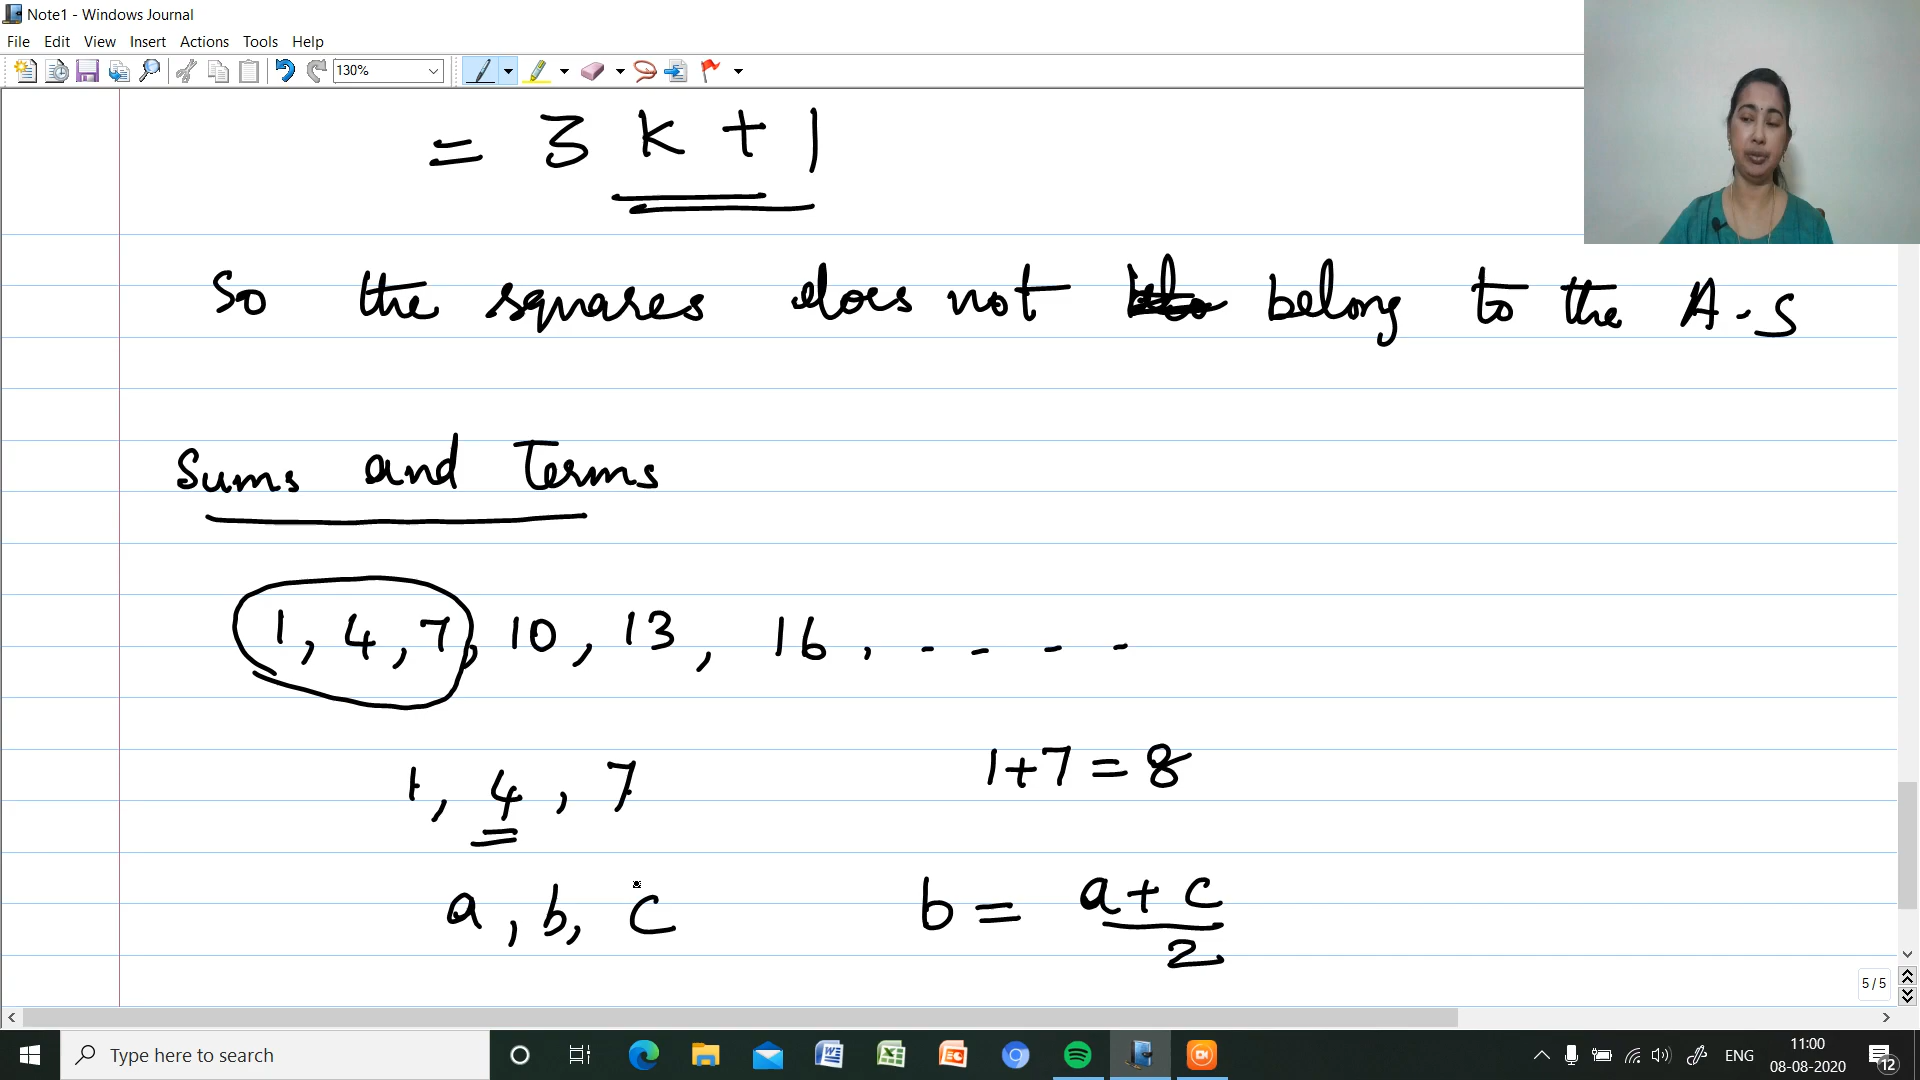 Note1 - Windows Journal
File Edit View Insert Actions Tools Help
130%
= 3 k + 1
So the squares does not belong to the A.S
Sums and Terms
1, 4, 7, 10, 13, 16, - - - -
1, 4, 7 1+7=8
a, b, c b = a+c
2
5 / 5
Type here to search
ENG
11:00
08-08-2020
12